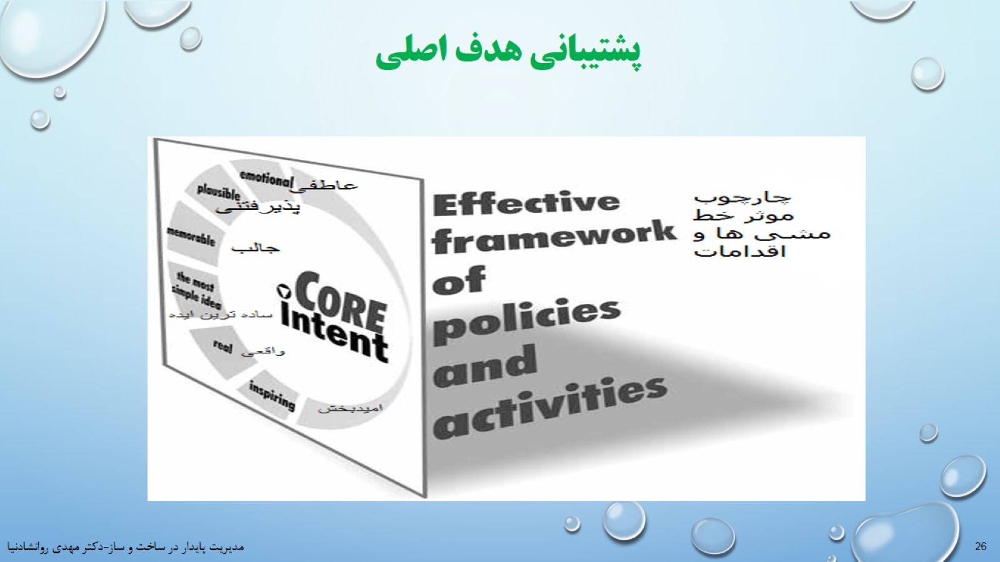 پشتیبانی هدف اصلی
emotional
عاطفی
plausible
پذیرفتنی
memorable
جالب
the most
simple idea
ساده ترین ایده
real
واقعی
inspiring
امیدبخش
CORE
Intent
Effective
framework
of
policies
and
activities
چارچوب
موثر خط
مشی ها و
اقدامات
مدیریت پایدار در ساخت و ساز-دکتر مهدی روانشادنیا
26